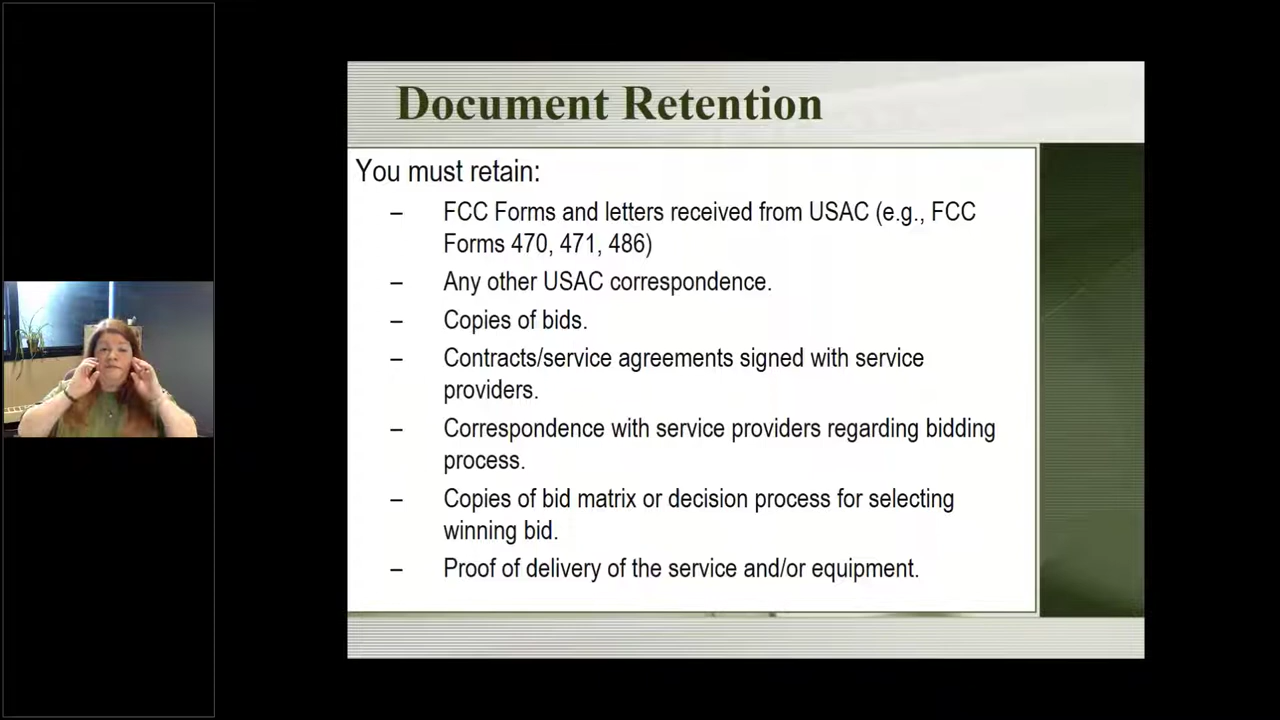 Document Retention
You must retain:
– FCC Forms and letters received from USAC (e.g., FCC
Forms 470, 471, 486)
– Any other USAC correspondence.
– Copies of bids.
– Contracts/service agreements signed with service
providers.
– Correspondence with service providers regarding bidding
process.
– Copies of bid matrix or decision process for selecting
winning bid.
– Proof of delivery of the service and/or equipment.